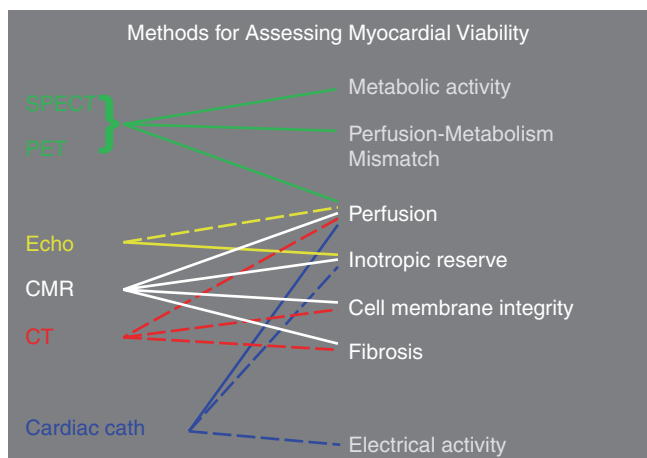 Methods for Assessing Myocardial Viability
SPECT
PET
Echo
CMR
CT
Cardiac cath
Metabolic activity
Perfusion-Metabolism
Mismatch
Perfusion
Inotropic reserve
Cell membrane integrity
Fibrosis
Electrical activity